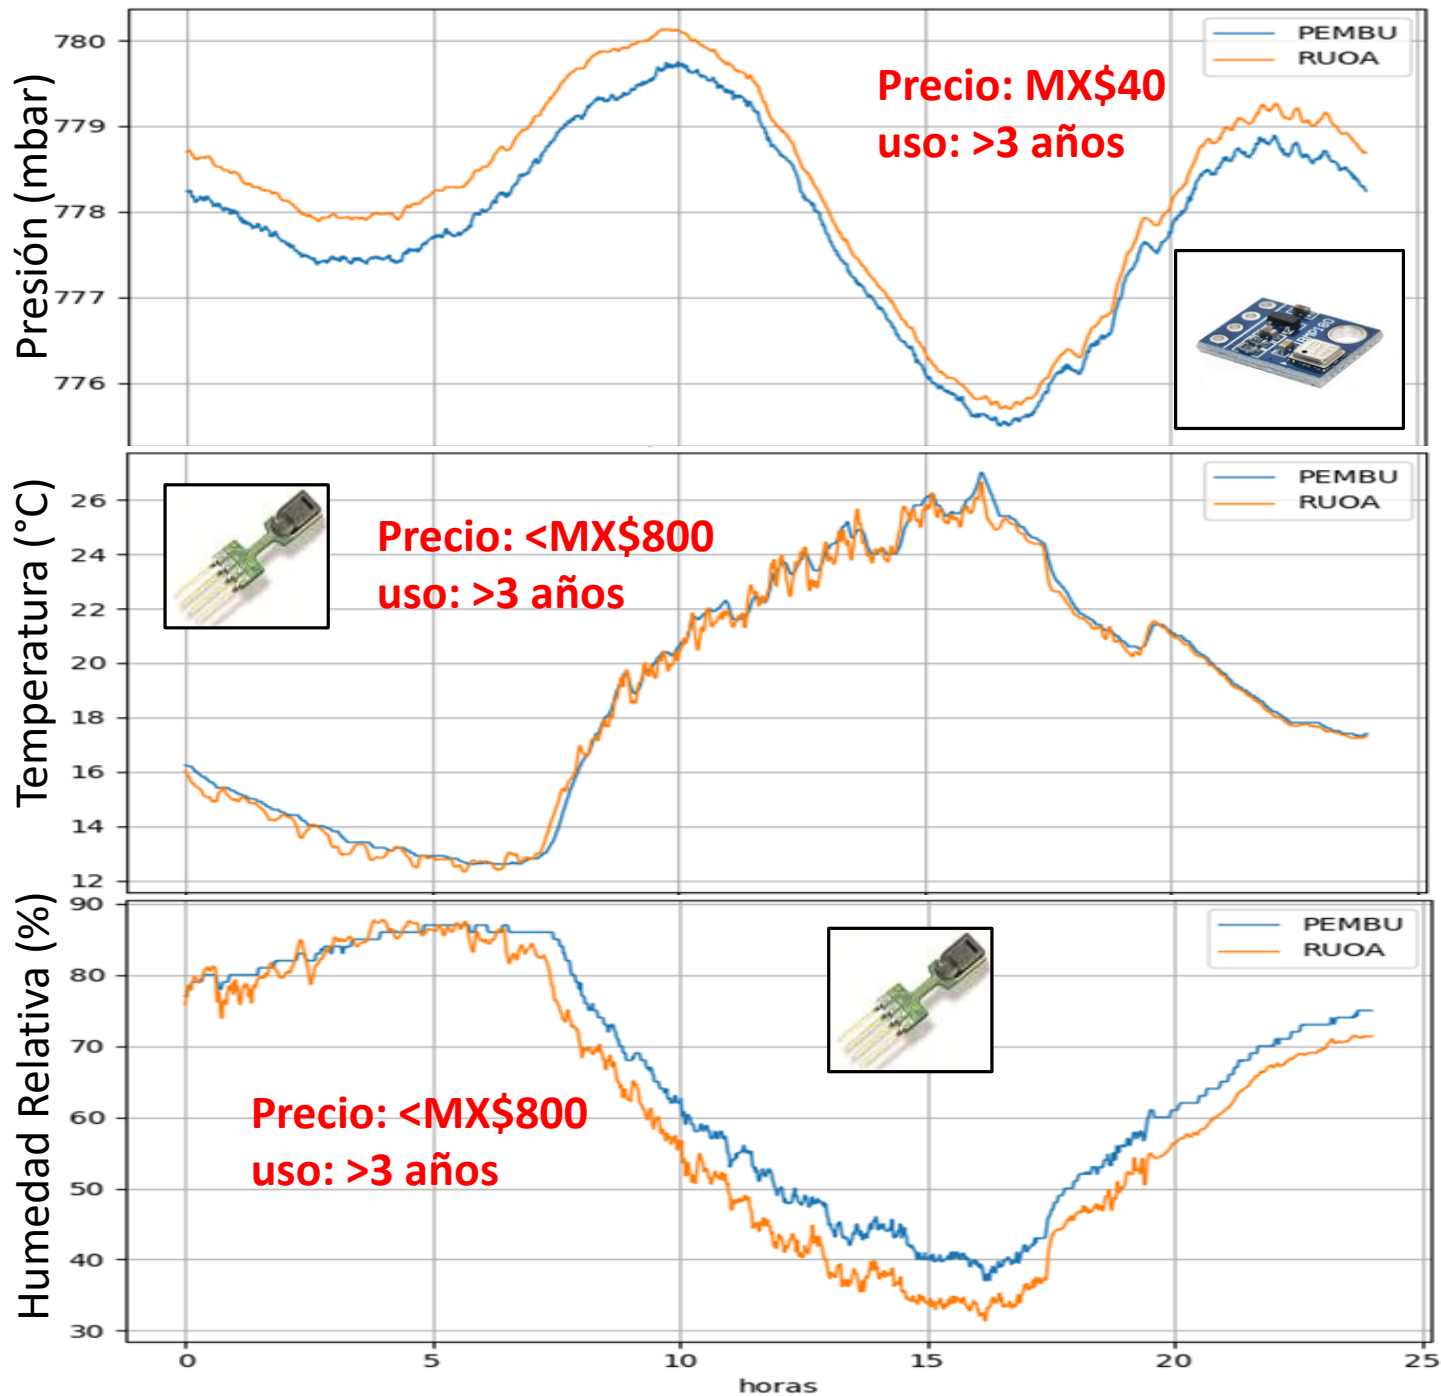 Presión (mbar)
780
779
778
777
776
PEMBU
RUOA
Precio: MX$40
uso: >3 años
BMP180
Temperatura (°C)
26
24
22
20
18
16
14
12
PEMBU
RUOA
Precio: <MX$800
uso: >3 años
Humedad Relativa (%)
90
80
70
60
50
40
30
PEMBU
RUOA
Precio: <MX$800
uso: >3 años
0 5 10 15 20 25
horas